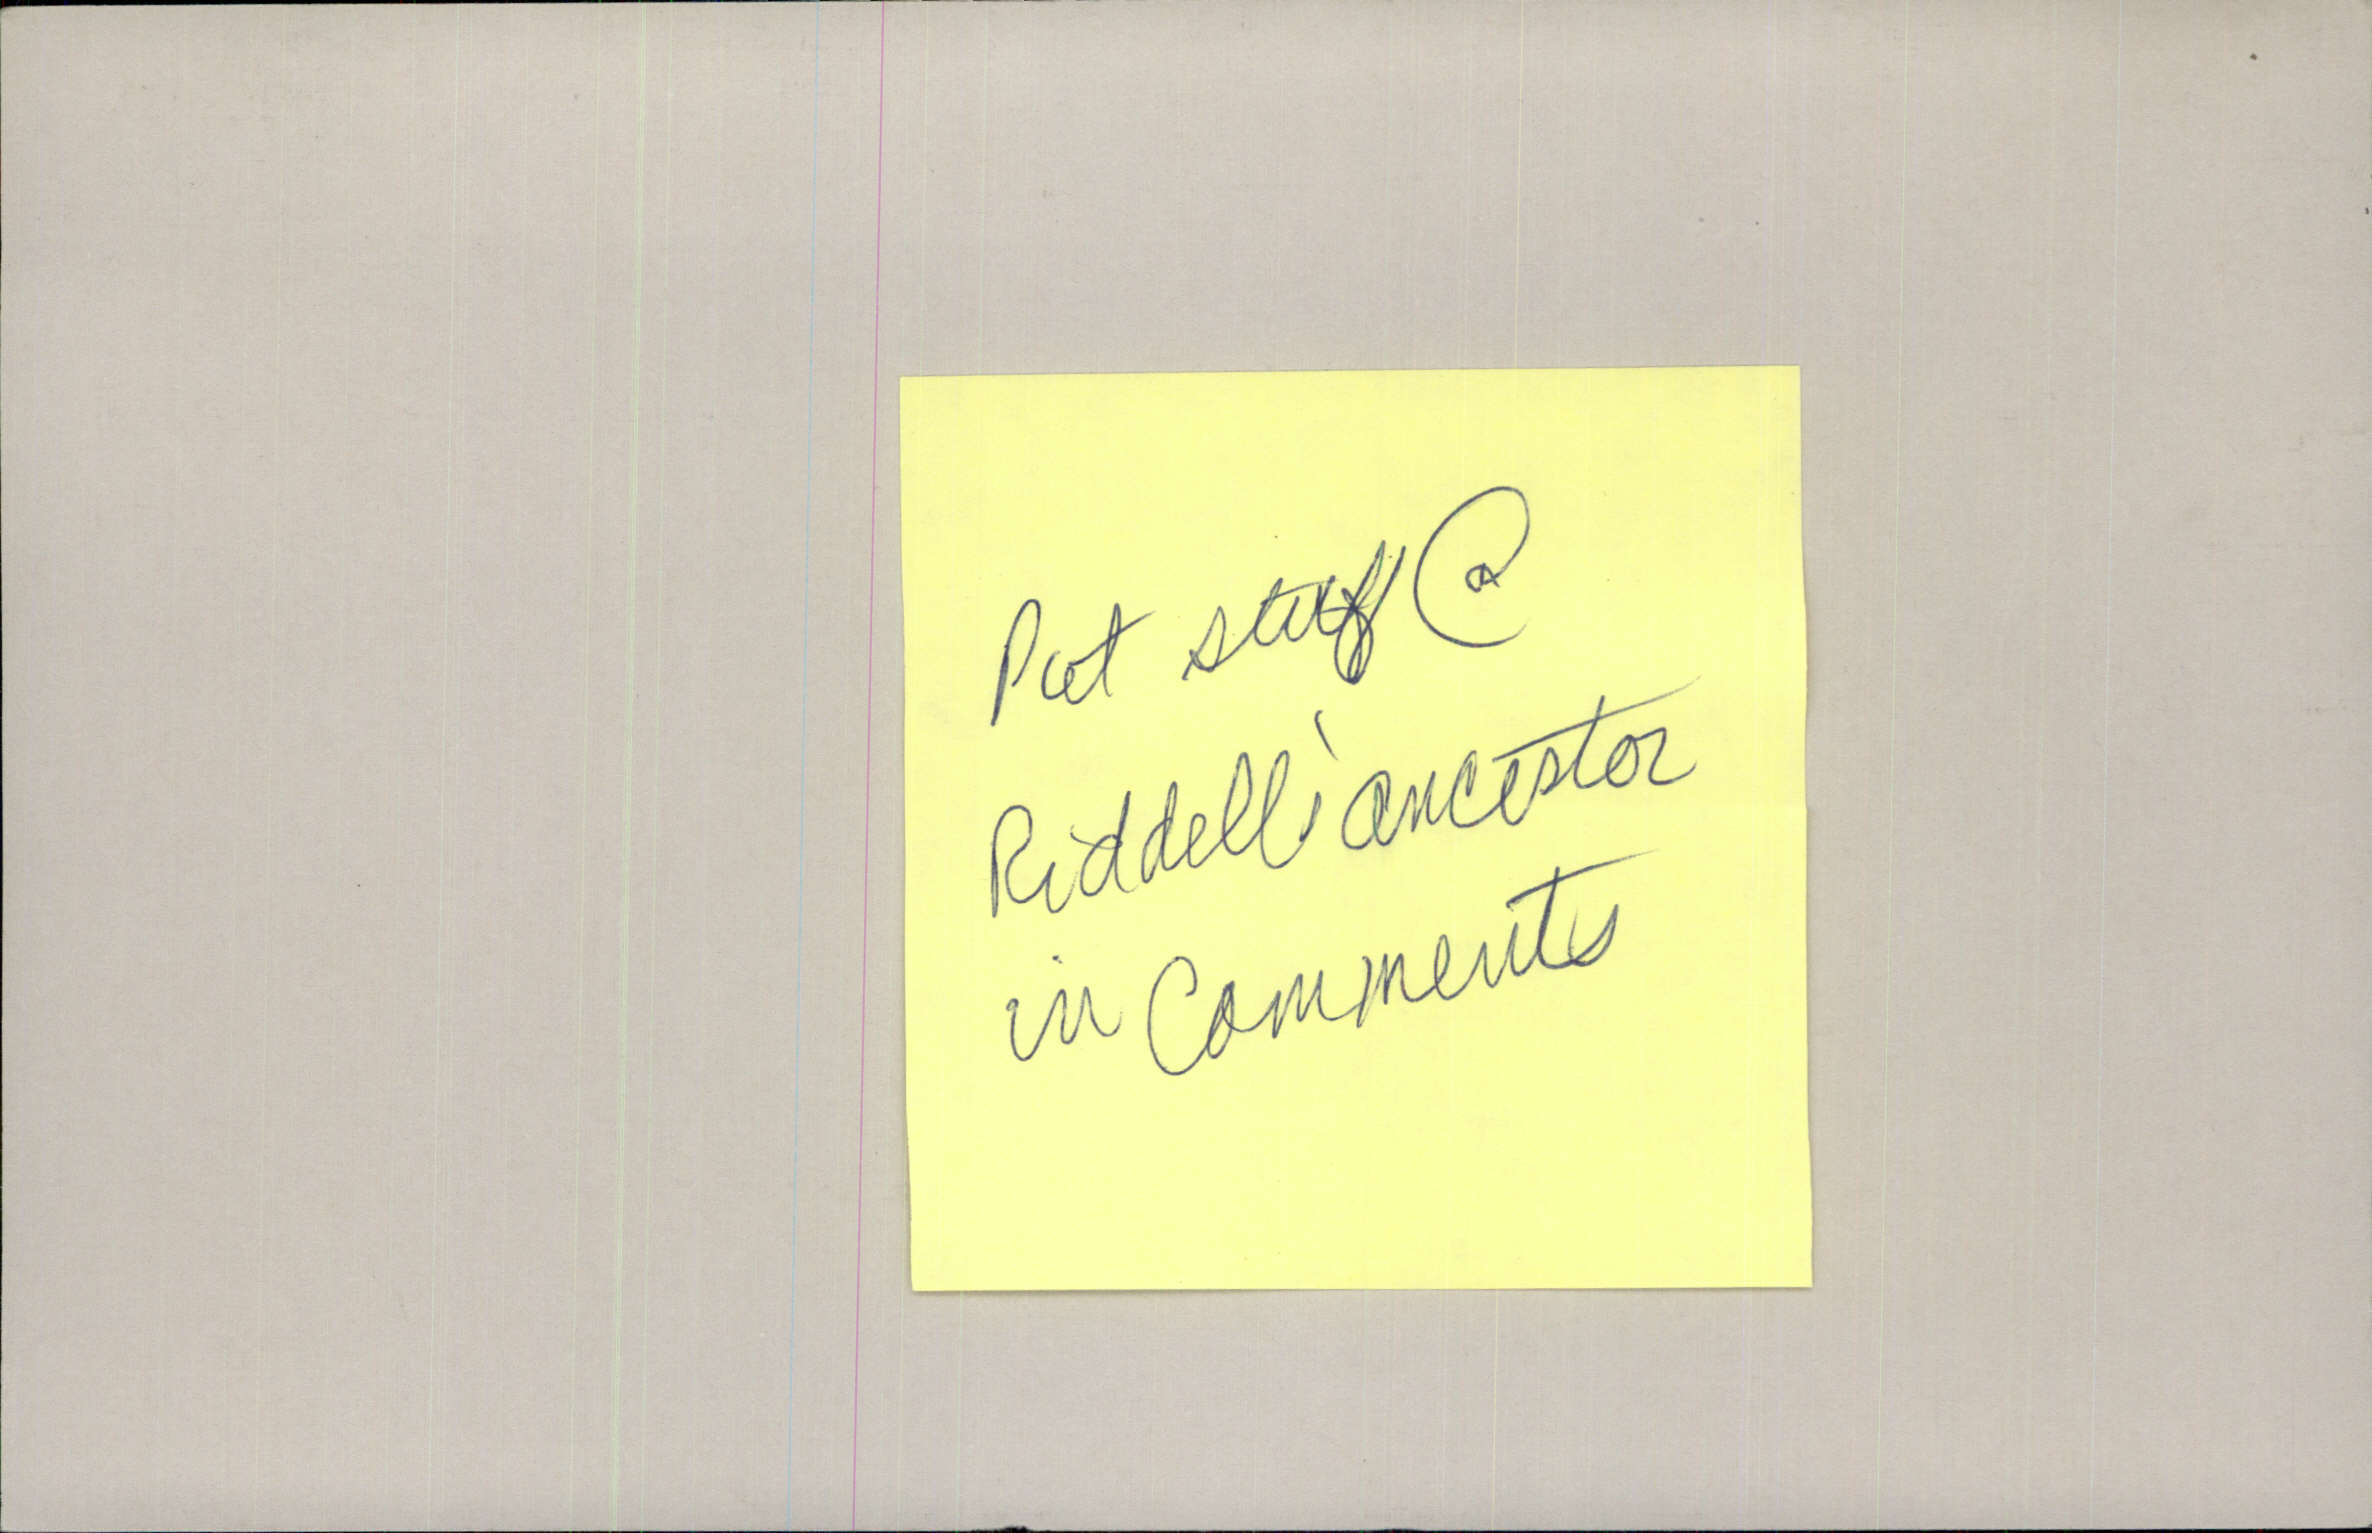 Put stuff @
Riddell's ancestor
in Comments